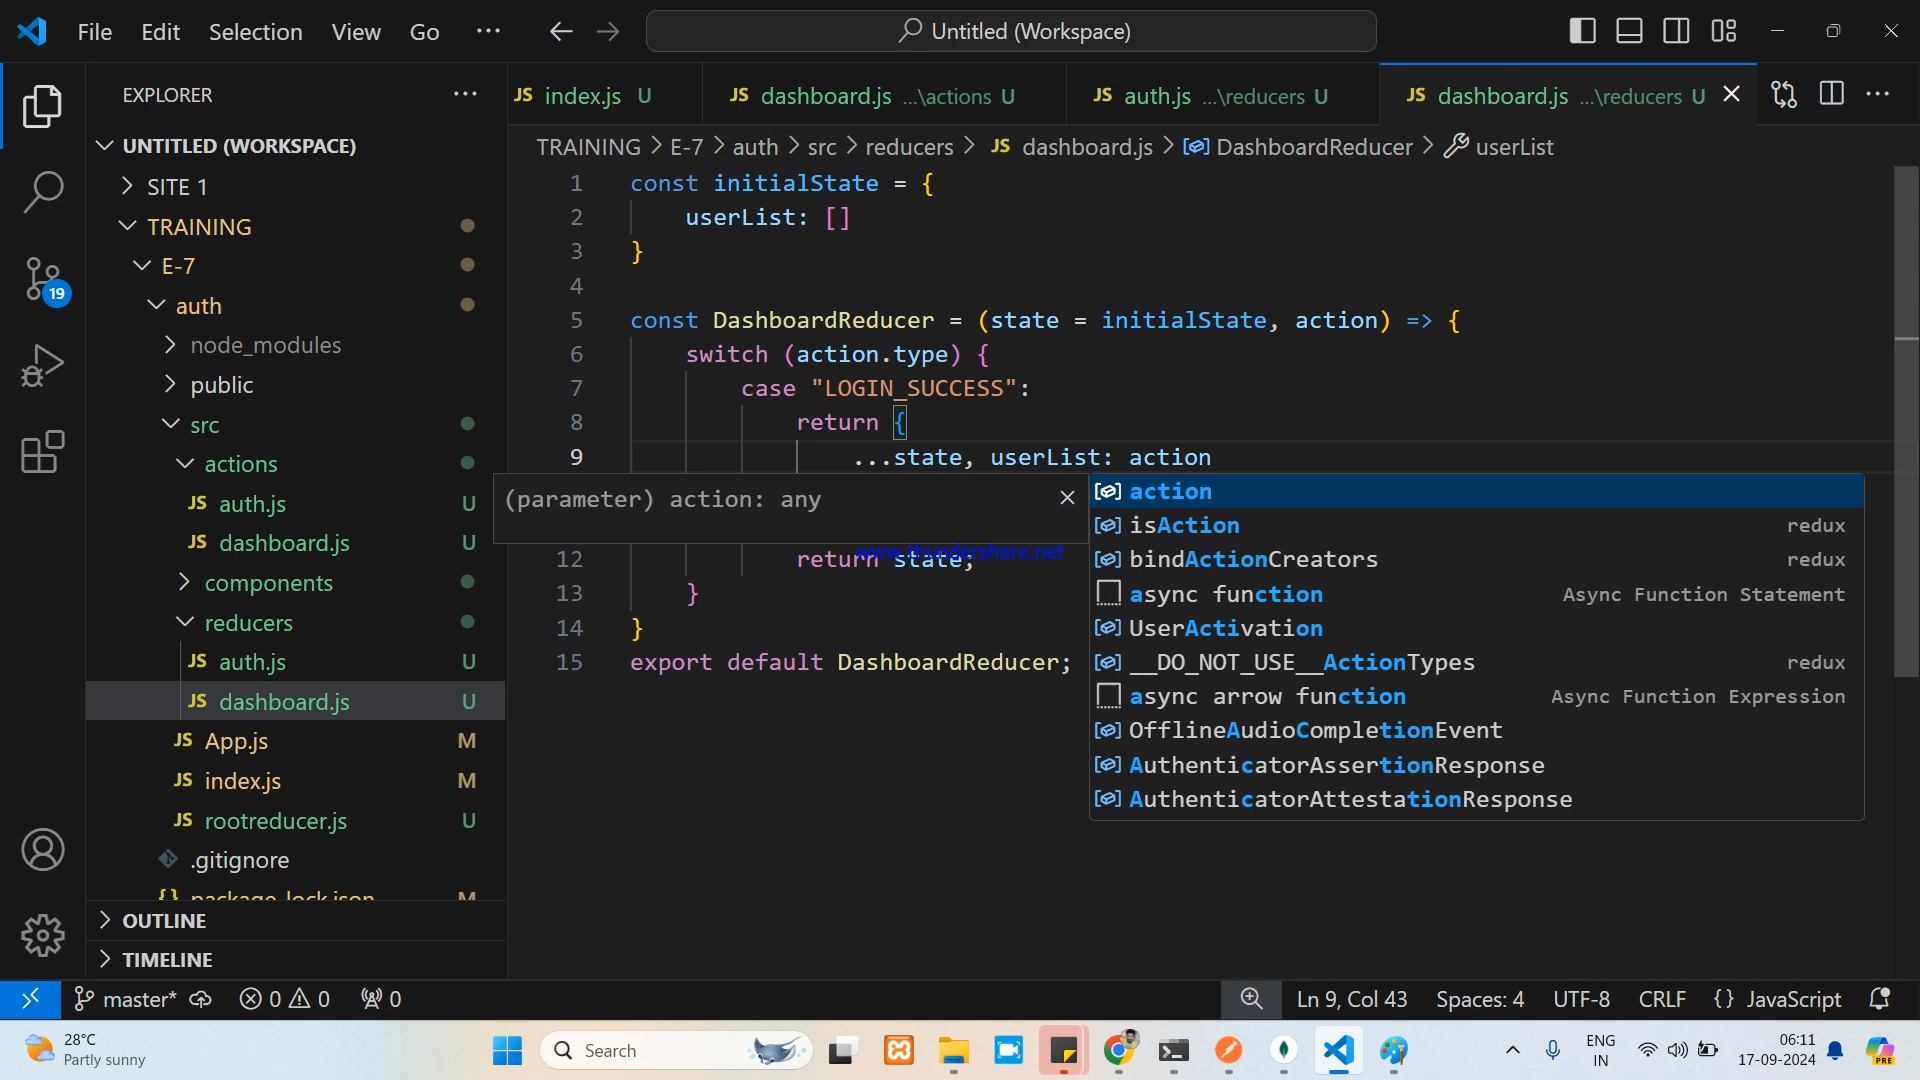 File Edit Selection View Go ··· Untitled (Workspace)
EXPLORER ···
JS index.js U JS dashboard.js ...\actions U JS auth.js ...\reducers U JS dashboard.js ...\reducers U ···
UNTITLED (WORKSPACE)
SITE 1
TRAINING
E-7
auth
node_modules
public
src
actions
JS auth.js U
JS dashboard.js U
components
reducers
JS auth.js U
JS dashboard.js U
JS App.js M
JS index.js M
JS rootreducer.js U
.gitignore
{} package-lock.json M
OUTLINE
TIMELINE
19
TRAINING > E-7 > auth > src > reducers > JS dashboard.js > DashboardReducer > userList
1 const initialState = {
2 userList: []
3 }
4
5 const DashboardReducer = (state = initialState, action) => {
6 switch (action.type) {
7 case "LOGIN_SUCCESS":
8 return {
9 ...state, userList: action
(parameter) action: any
www.thundershare.net
12 return state;
13 }
14 }
15 export default DashboardReducer;
action
isAction redux
bindActionCreators redux
async function Async Function Statement
UserActivation
__DO_NOT_USE__ActionTypes redux
async arrow function Async Function Expression
OfflineAudioCompletionEvent
AuthenticatorAssertionResponse
AuthenticatorAttestationResponse
master* 0 0 0 Ln 9, Col 43 Spaces: 4 UTF-8 CRLF {} JavaScript
28°C
Partly sunny
Search
ENG
IN
06:11
17-09-2024
PRE